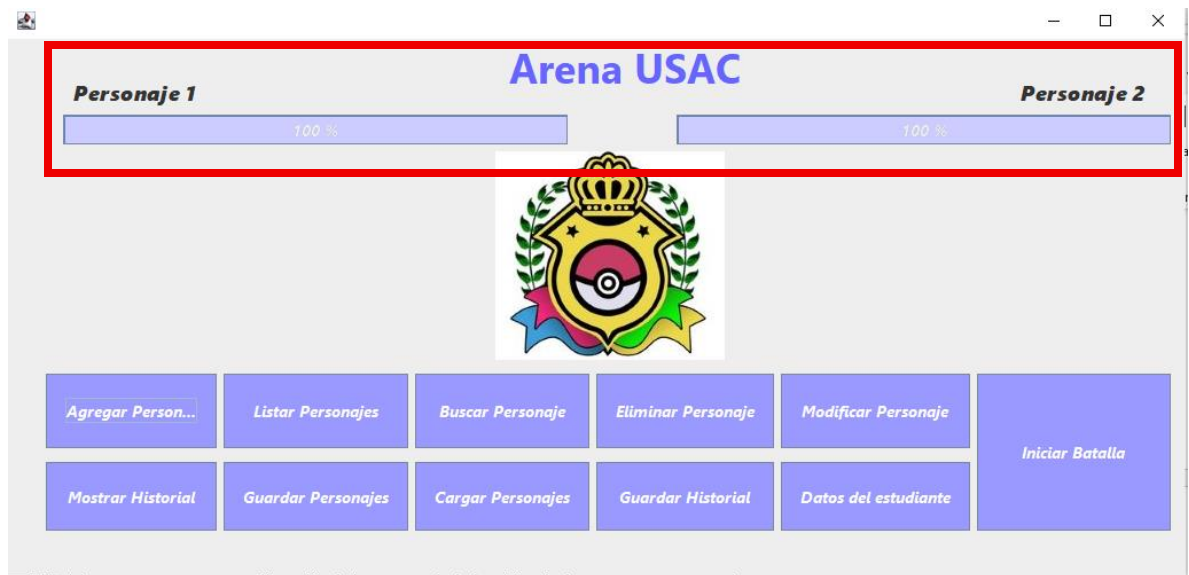 Arena USAC
Personaje 1
Personaje 2
100 %
100 %
Agregar Person...
Listar Personajes
Buscar Personaje
Eliminar Personaje
Modificar Personaje
Iniciar Batalla
Mostrar Historial
Guardar Personajes
Cargar Personajes
Guardar Historial
Datos del estudiante